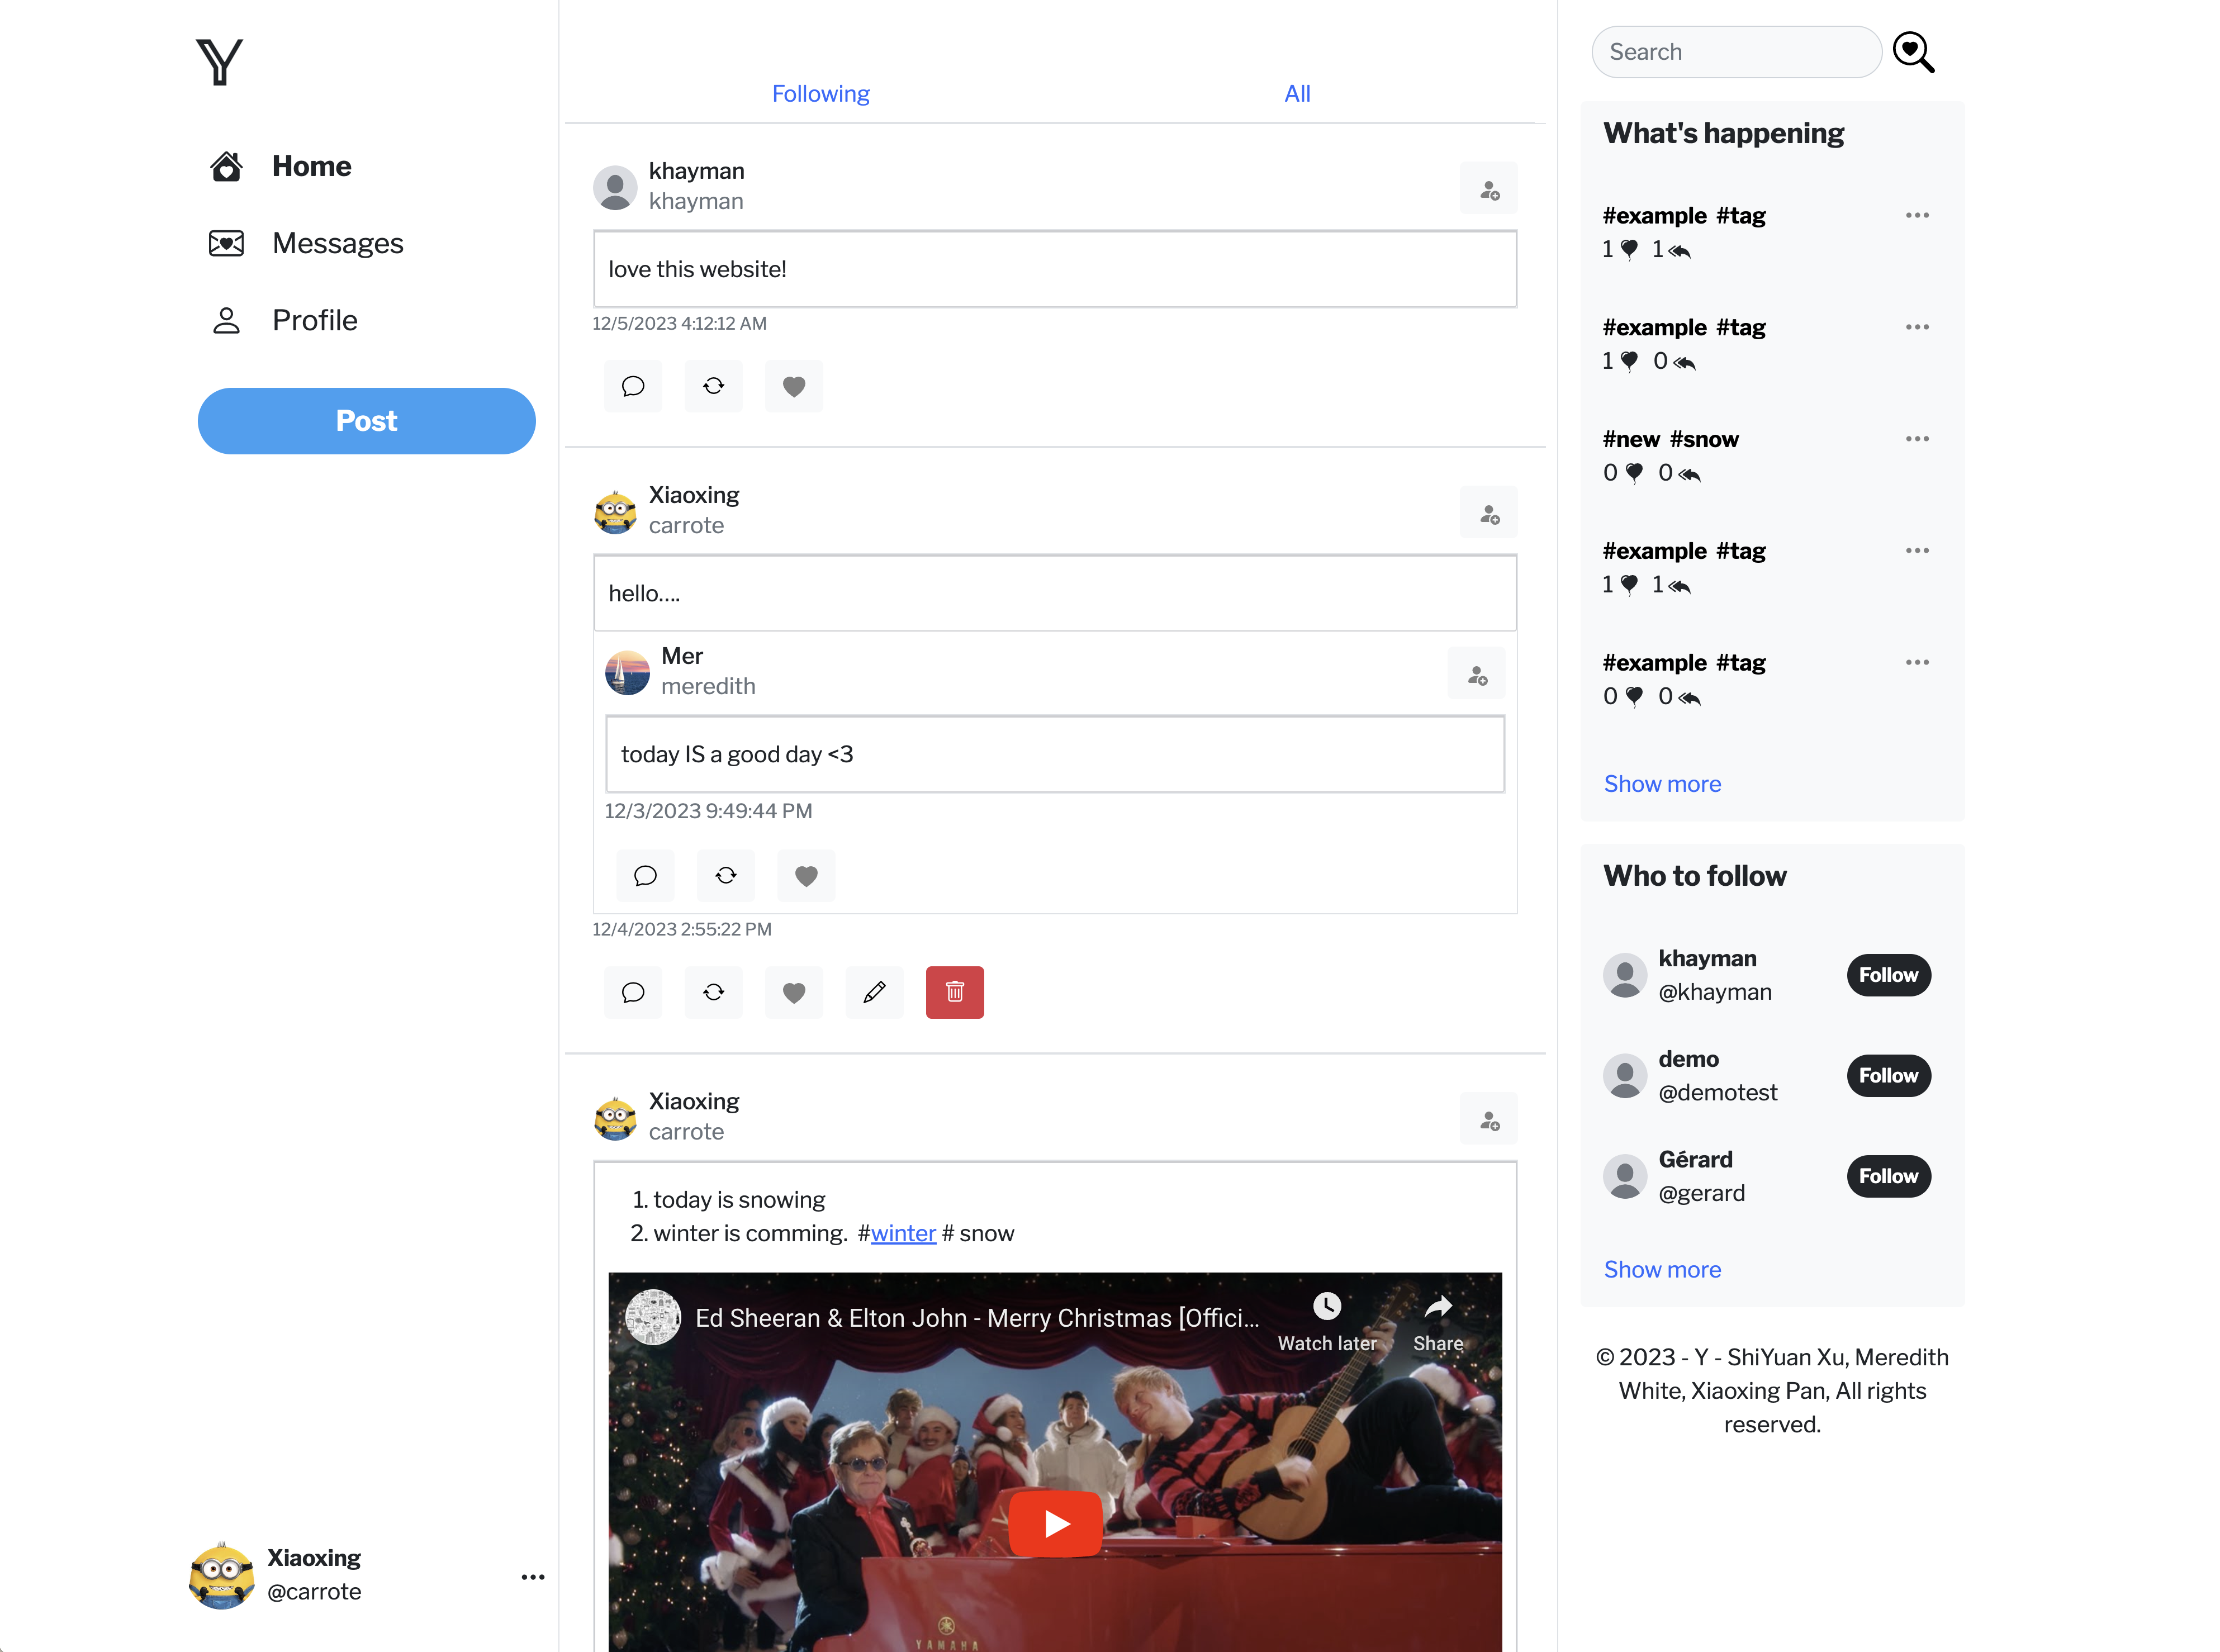 Y
Home
Messages
Profile
Post
Xiaoxing
@carrote
Following
All
khayman
khayman
love this website!
12/5/2023 4:12:12 AM
Xiaoxing
carrote
hello....
Mer
meredith
today IS a good day <3
12/3/2023 9:49:44 PM
12/4/2023 2:55:22 PM
Xiaoxing
carrote
1. today is snowing
2. winter is comming.  #winter # snow
Ed Sheeran & Elton John - Merry Christmas [Offici...
Watch later
Share
YAMAHA
Search
What's happening
#example #tag
1 1
#example #tag
1 0
#new #snow
0 0
#example #tag
1 1
#example #tag
0 0
Show more
Who to follow
khayman
@khayman
Follow
demo
@demotest
Follow
Gérard
@gerard
Follow
Show more
© 2023 - Y - ShiYuan Xu, Meredith
White, Xiaoxing Pan, All rights
reserved.